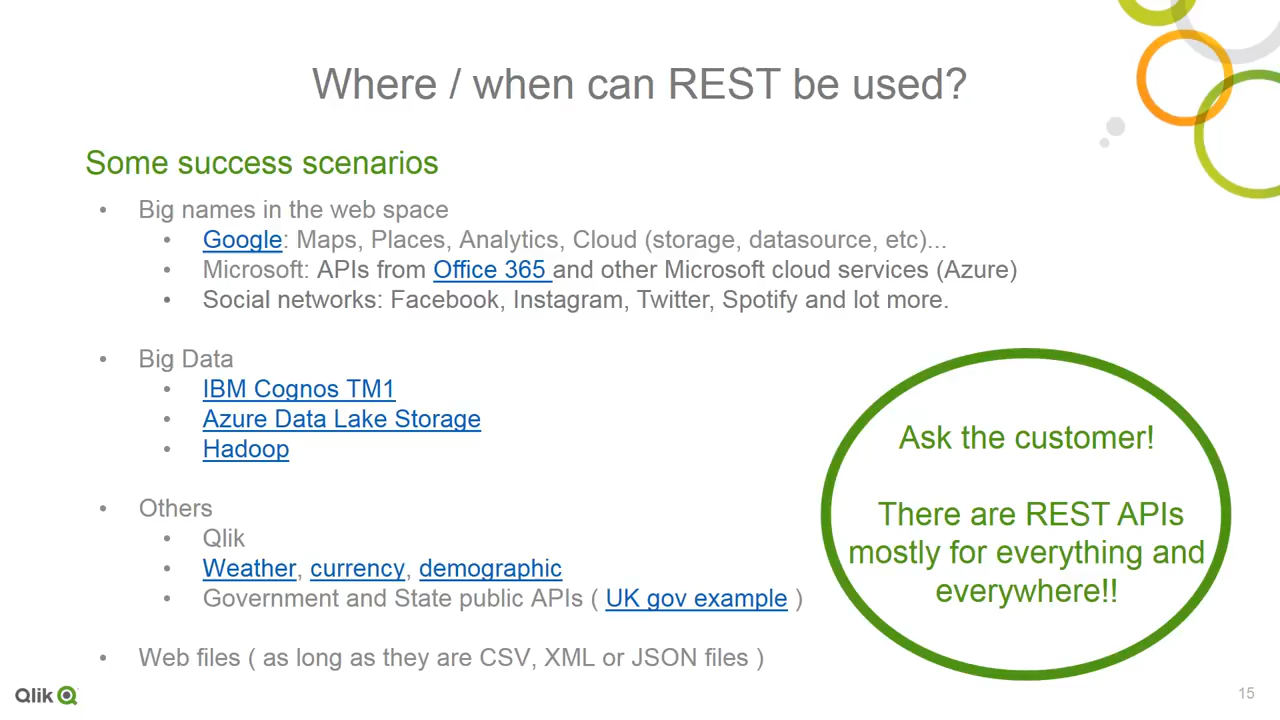 Where / when can REST be used?
Some success scenarios
• Big names in the web space
• Google: Maps, Places, Analytics, Cloud (storage, datasource, etc)...
• Microsoft: APIs from Office 365 and other Microsoft cloud services (Azure)
• Social networks: Facebook, Instagram, Twitter, Spotify and lot more.
• Big Data
• IBM Cognos TM1
• Azure Data Lake Storage
• Hadoop
• Others
• Qlik
• Weather, currency, demographic
• Government and State public APIs ( UK gov example )
• Web files ( as long as they are CSV, XML or JSON files )
Ask the customer!
There are REST APIs
mostly for everything and
everywhere!!
Qlik
15